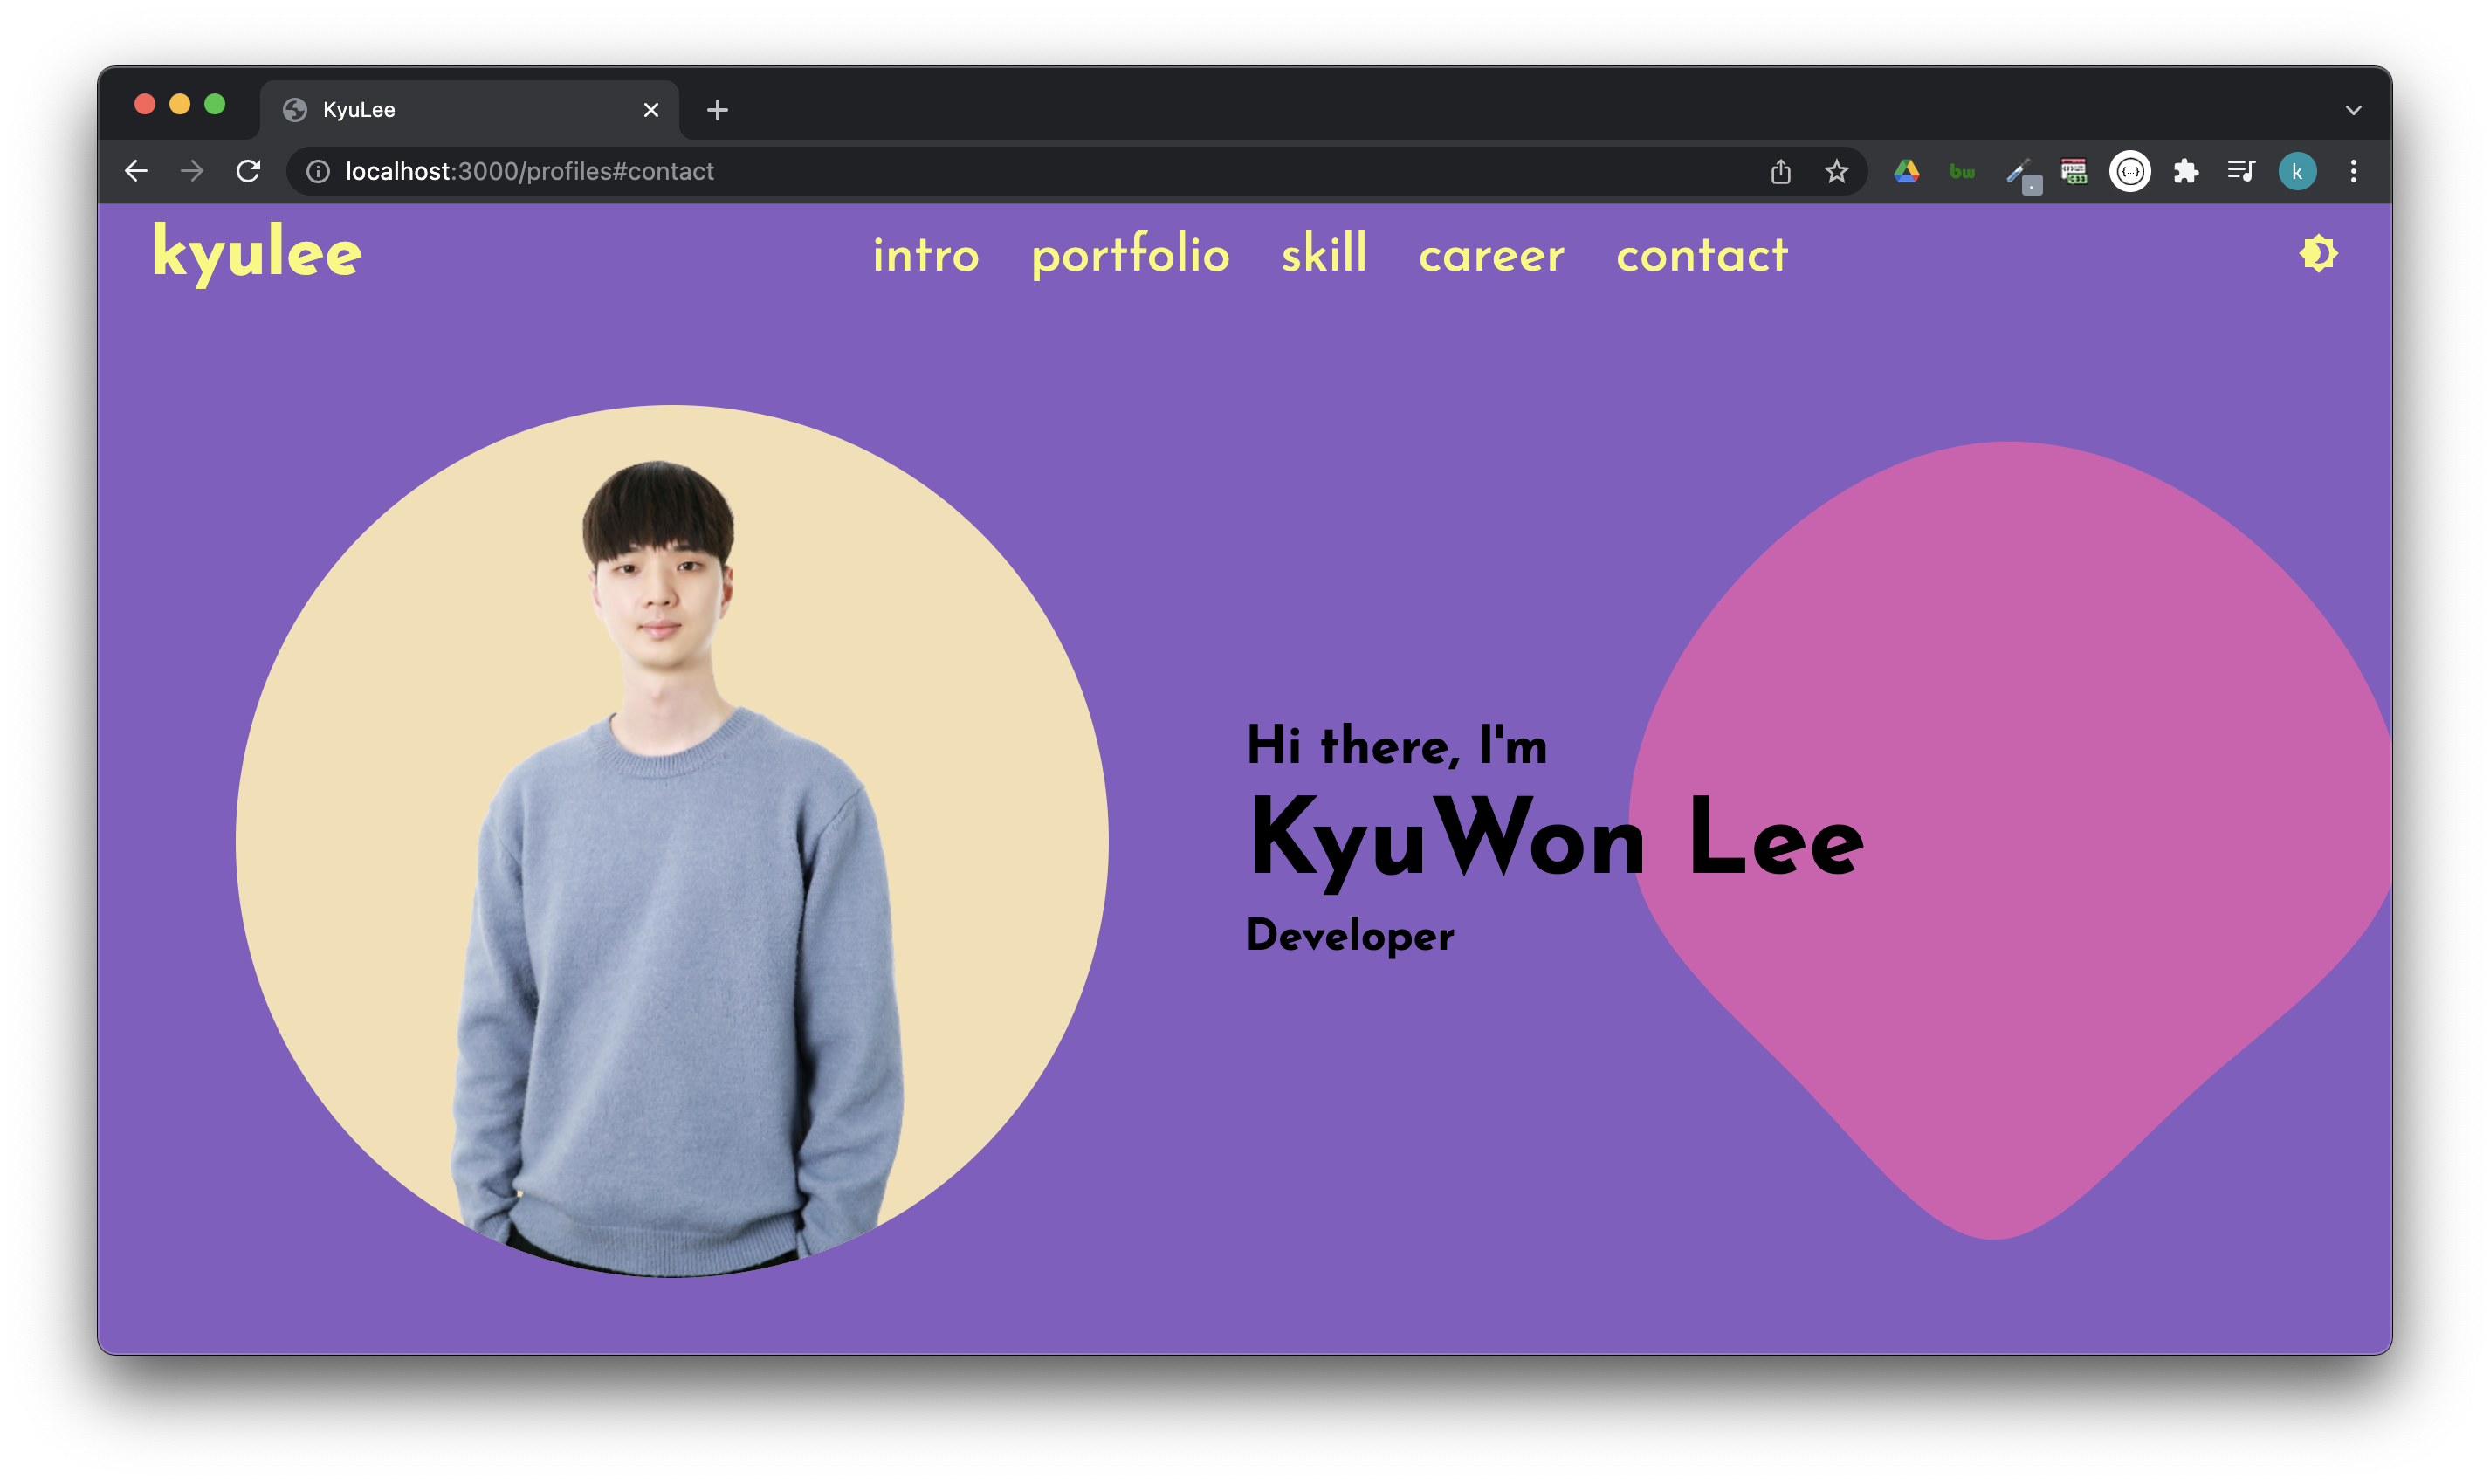 KyuLee
localhost:3000/profiles#contact
bw
k
kyulee
intro portfolio skill career contact
Hi there, I'm
KyuWon Lee
Developer